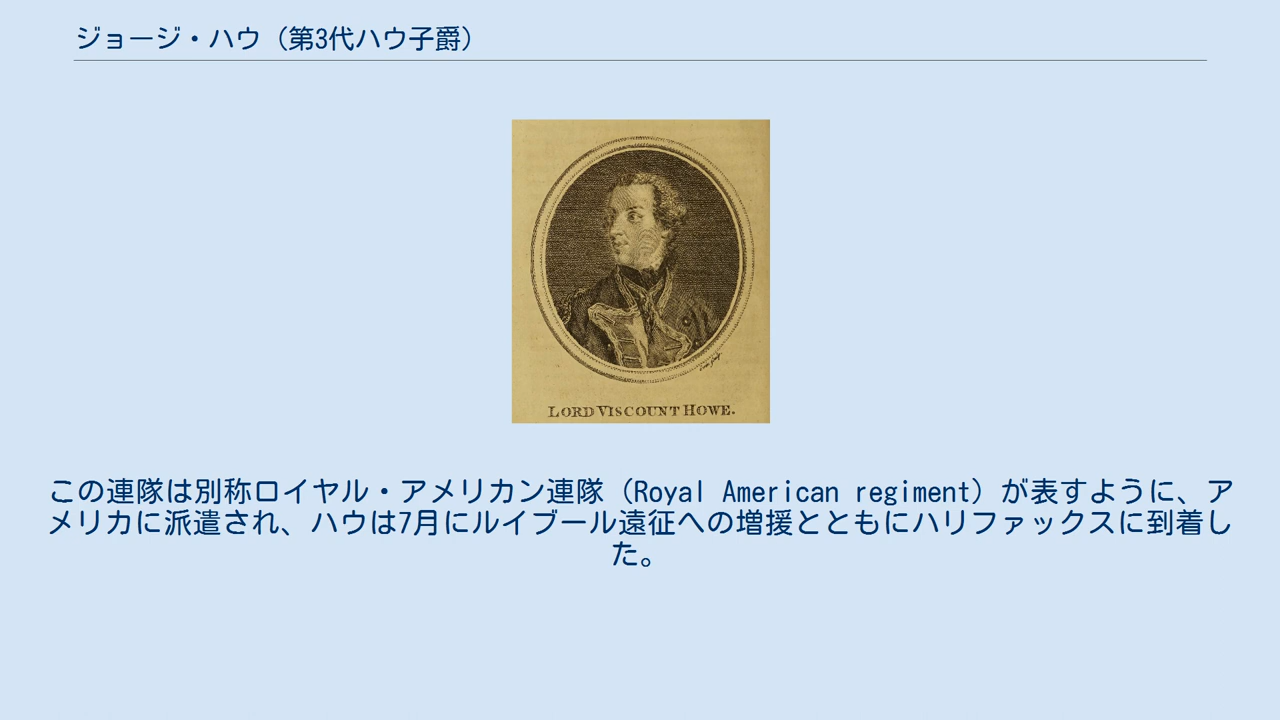 ジョージ・ハウ（第3代ハウ子爵）
LORD VISCOUNT HOWE.
この連隊は別称ロイヤル・アメリカン連隊（Royal American regiment）が表すように、ア
メリカに派遣され、ハウは7月にルイブール遠征への増援とともにハリファックスに到着し
た。